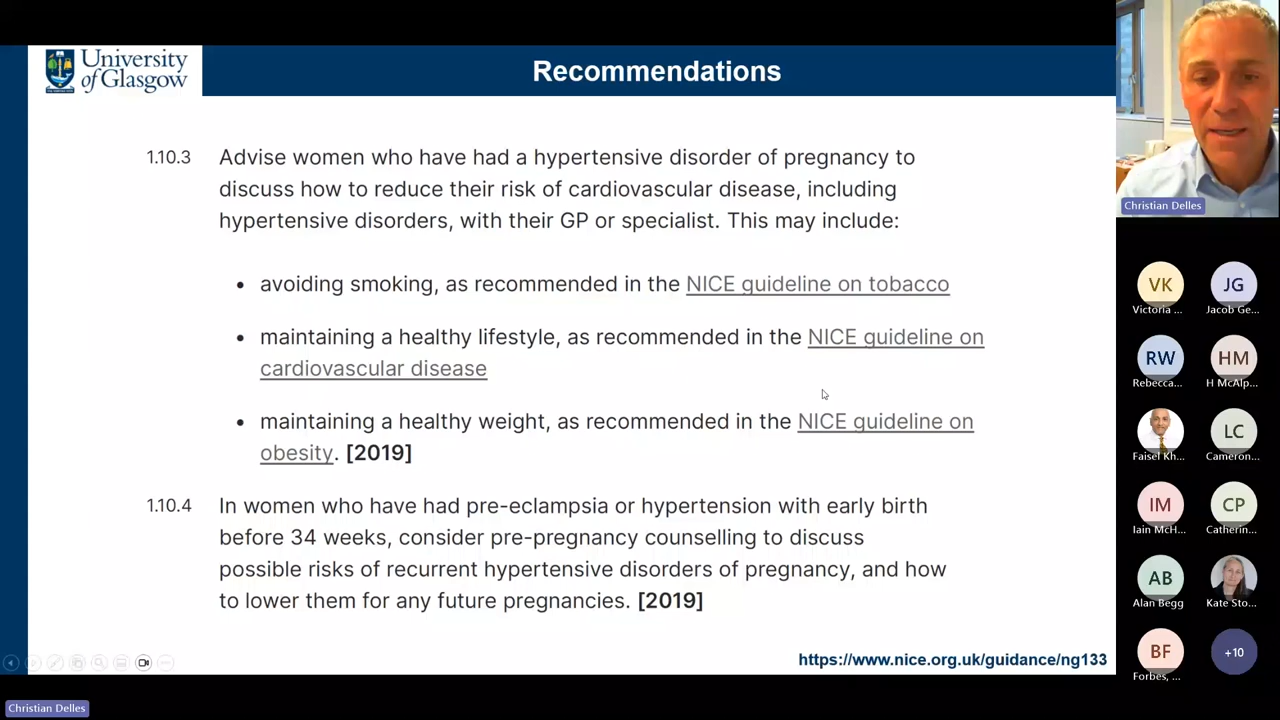 University
of Glasgow
Recommendations
1.10.3 Advise women who have had a hypertensive disorder of pregnancy to
discuss how to reduce their risk of cardiovascular disease, including
hypertensive disorders, with their GP or specialist. This may include:
• avoiding smoking, as recommended in the NICE guideline on tobacco
• maintaining a healthy lifestyle, as recommended in the NICE guideline on
cardiovascular disease
• maintaining a healthy weight, as recommended in the NICE guideline on
obesity. [2019]
1.10.4 In women who have had pre-eclampsia or hypertension with early birth
before 34 weeks, consider pre-pregnancy counselling to discuss
possible risks of recurrent hypertensive disorders of pregnancy, and how
to lower them for any future pregnancies. [2019]
https://www.nice.org.uk/guidance/ng133
Christian Delles
VK JG
Victoria ... Jacob Ge...
RW HM
Rebecca... H McAlp...
LC
Faisel Kh... Cameron...
IM CP
Iain McH... Catherin...
AB
Alan Begg Kate Sto...
BF +10
Forbes, ...
Christian Delles